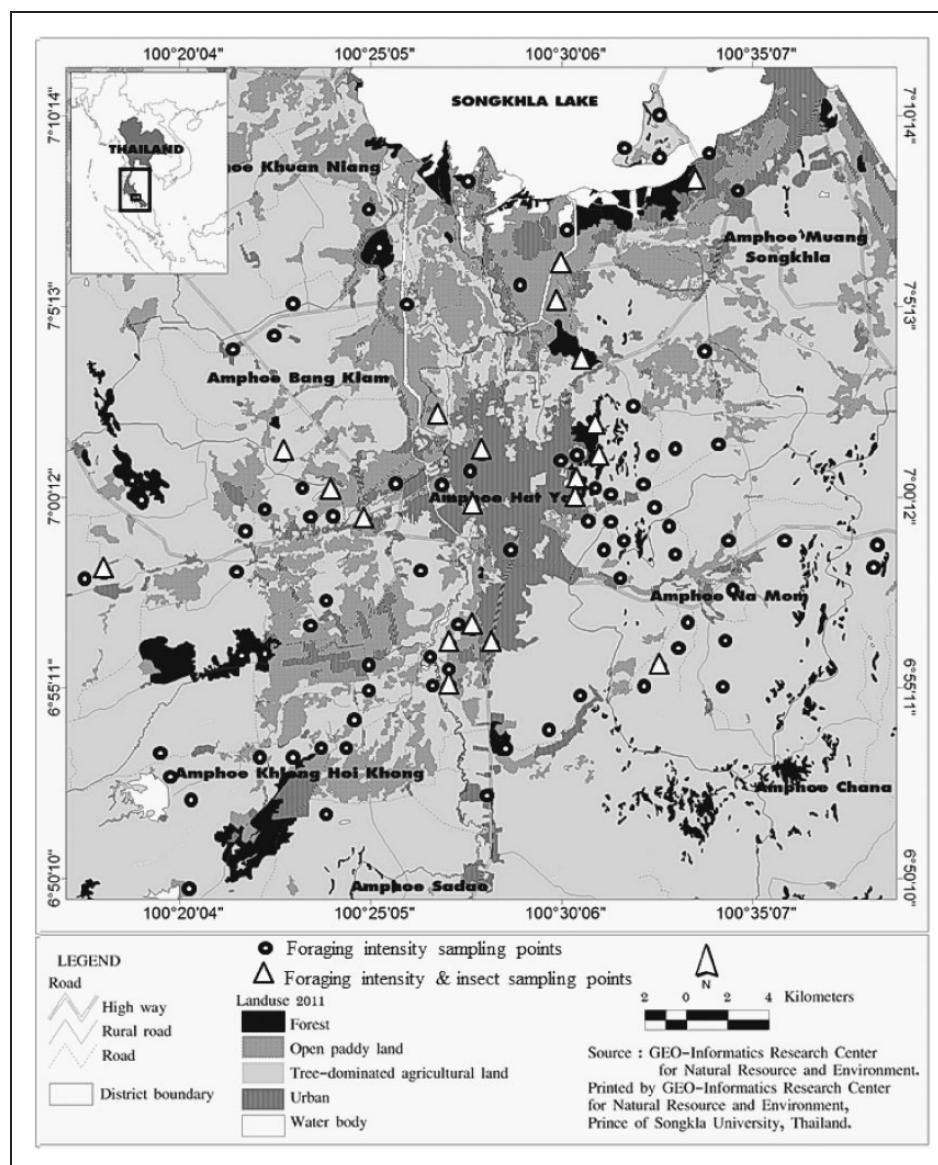 100°20'04" 100°25'05" 100°30'06" 100°35'07"
7°10'14" 7°10'14"
SONGKHLA LAKE
THAILAND
hoe Khuan Niang
Amphoe Muang
Songkhla
7°5'13" 7°5'13"
Amphoe Bang Klam
7°00'12" Amphoe Hat Y 7°00'12"
Amphoe Na Mom
6°55'11" 6°55'11"
Amphoe Khlong Hoi Khong
Amphoe Chana
6°50'10" 6°50'10"
Amphoe Sadao
100°20'04" 100°25'05" 100°30'06" 100°35'07"
LEGEND
Road
High way
Rural road
Road
District boundary
Foraging intensity sampling points
Foraging intensity & insect sampling points
Landuse 2011
Forest
Open paddy land
Tree-dominated agricultural land
Urban
Water body
N
2 0 2 4 Kilometers
Source : GEO-Informatics Research Center
for Natural Resource and Environment.
Printed by GEO-Informatics Research Center
for Natural Resource and Environment,
Prince of Songkla University, Thailand.